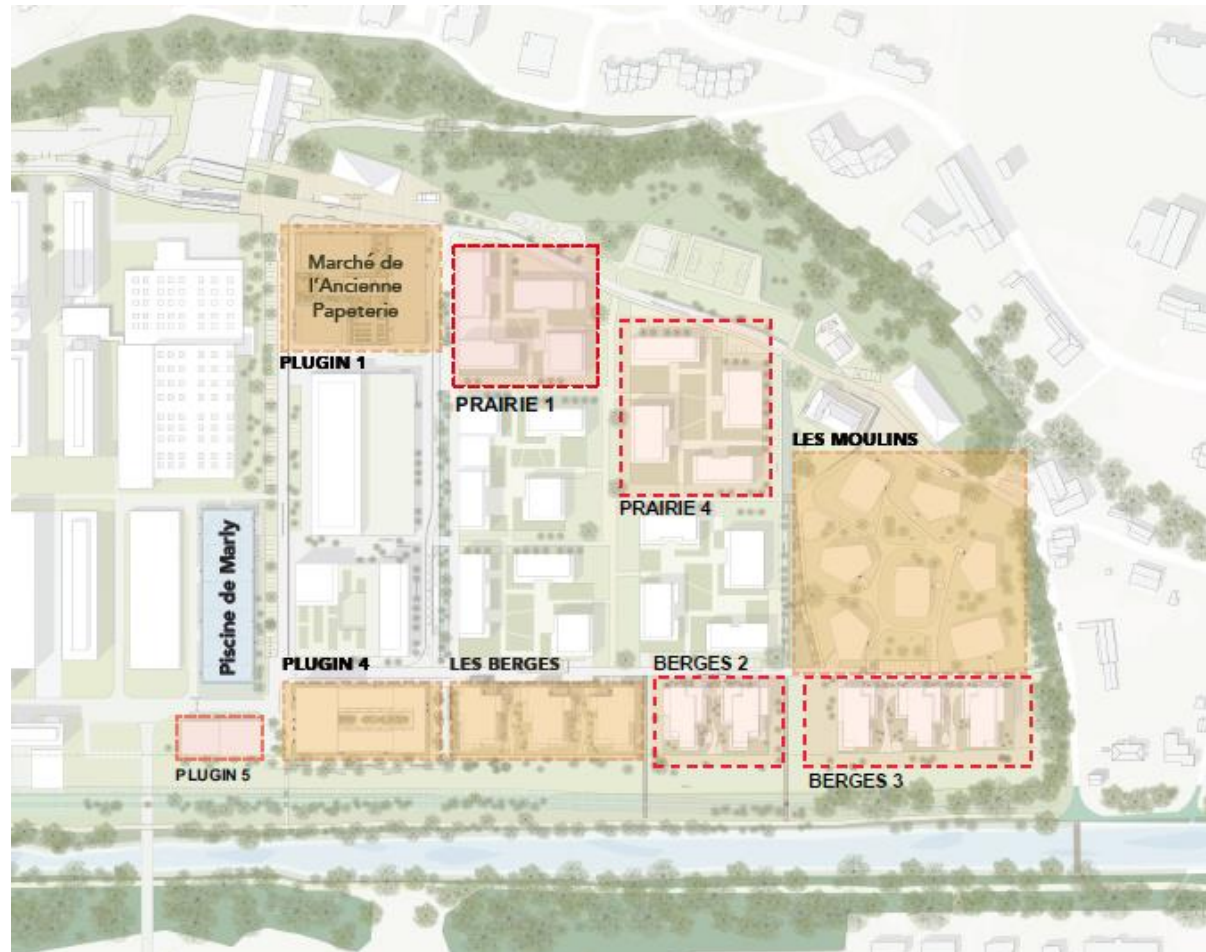 Marché de
l'Ancienne
Papeterie
PLUGIN 1
PRAIRIE 1
LES MOULINS
PRAIRIE 4
Piscine de Marly
PLUGIN 4
LES BERGES
BERGES 2
PLUGIN 5
BERGES 3